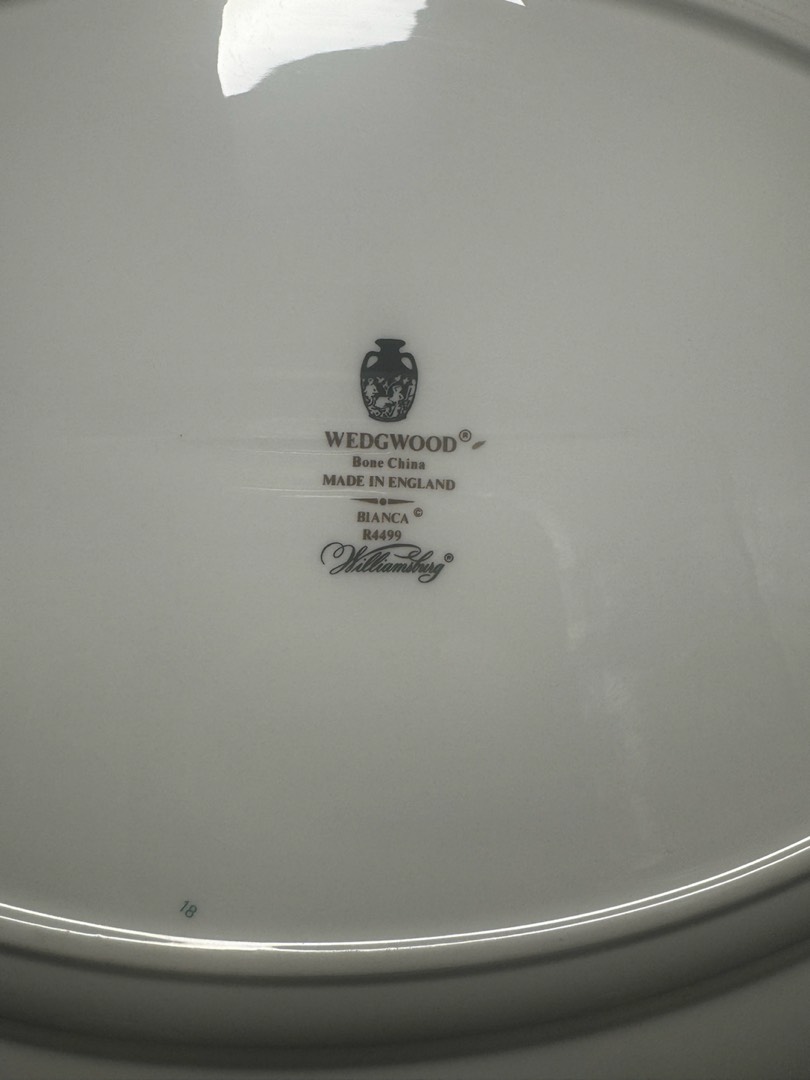 WEDGWOOD®
Bone China
MADE IN ENGLAND
BIANCA ©
R4499
Williamsburg®
18